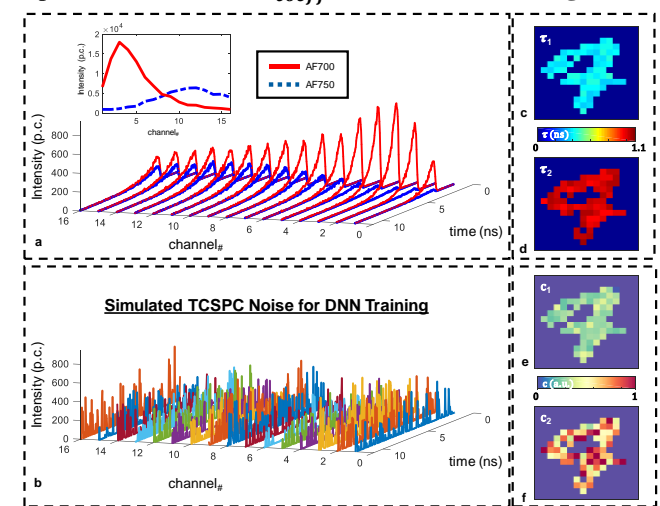 ×10⁴
2
1.5
1
0.5
0
5
10
15
Intensity (p.c.)
channel#
AF700
AF750
Intensity (p.c.)
800
600
400
200
0
16
14
12
10
8
6
4
2
0
10
5
0
channel#
time (ns)
a
τ₁
c
τ (ns)
0
1.1
τ₂
d
Simulated TCSPC Noise for DNN Training
Intensity (p.c.)
800
600
400
200
0
16
14
12
10
8
6
4
2
0
10
5
0
channel#
time (ns)
b
c₁
e
c (a.u.)
0
1
c₂
f